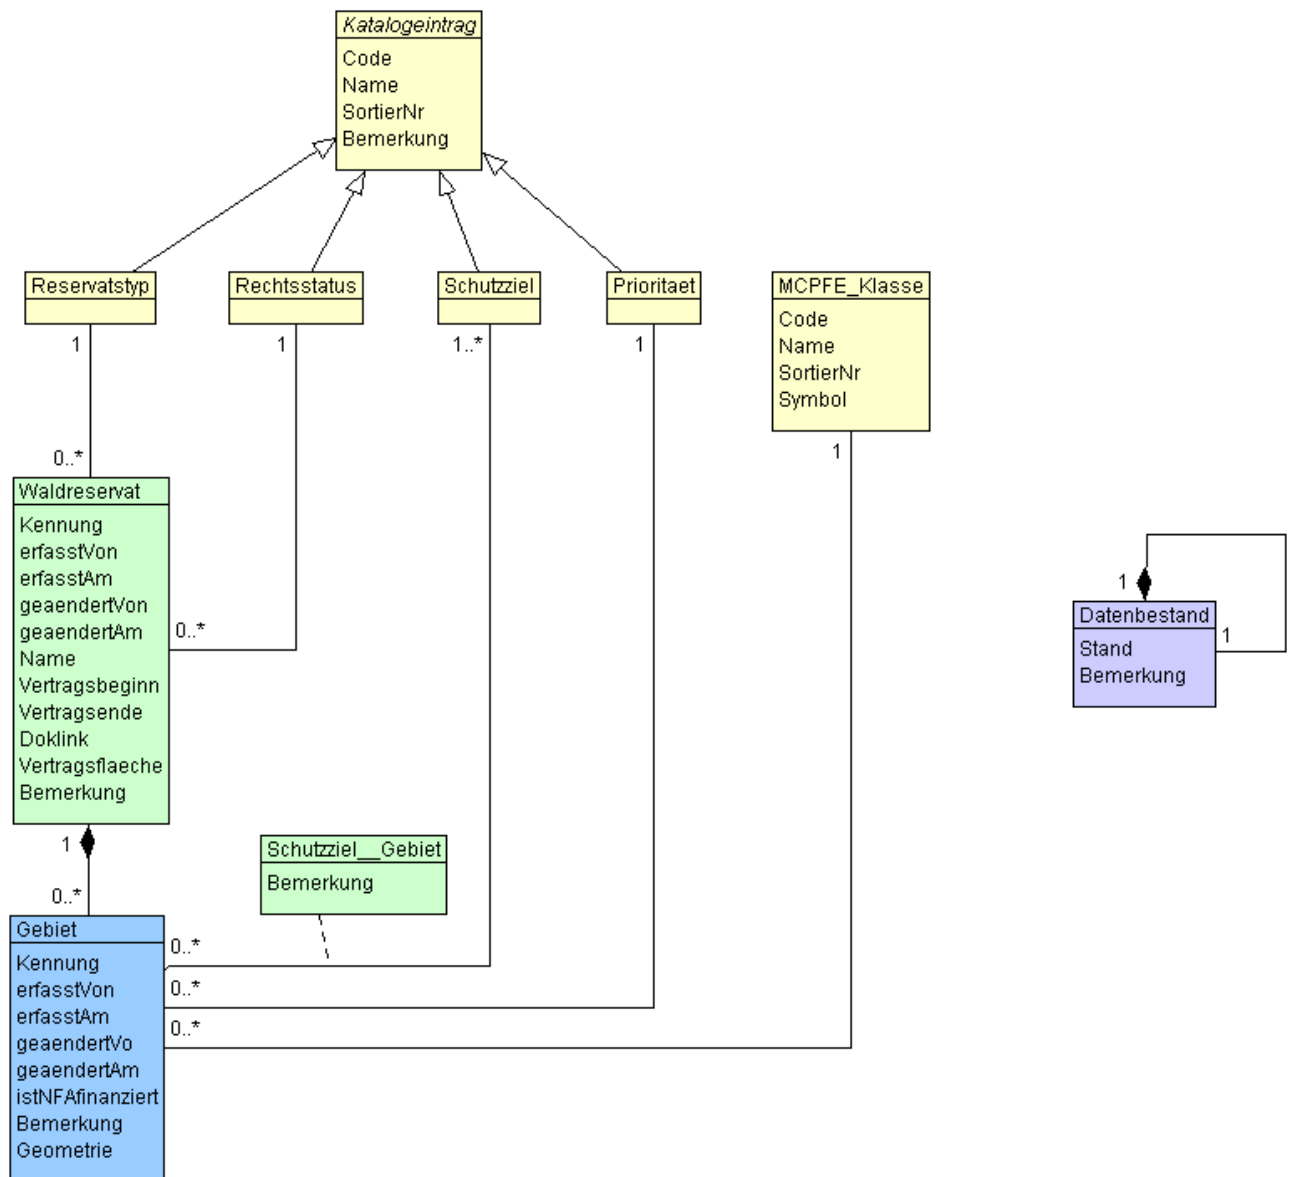 Katalogeintrag
Code
Name
SortierNr
Bemerkung
Reservatstyp
Rechtsstatus
Schutzziel
Prioritaet
MCPFE_Klasse
Code
Name
SortierNr
Symbol
1
1
1..*
1
1
0..*
Waldreservat
Kennung
erfasstVon
erfasstAm
geaendertVon
geaendertAm
Name
Vertragsbeginn
Vertragsende
Doklink
Vertragsflaeche
Bemerkung
0..*
1
Datenbestand
Stand
Bemerkung
1
1
0..*
Schutzziel__Gebiet
Bemerkung
Gebiet
Kennung
erfasstVon
erfasstAm
geaendertVo
geaendertAm
istNFAfinanziert
Bemerkung
Geometrie
0..*
0..*
0..*